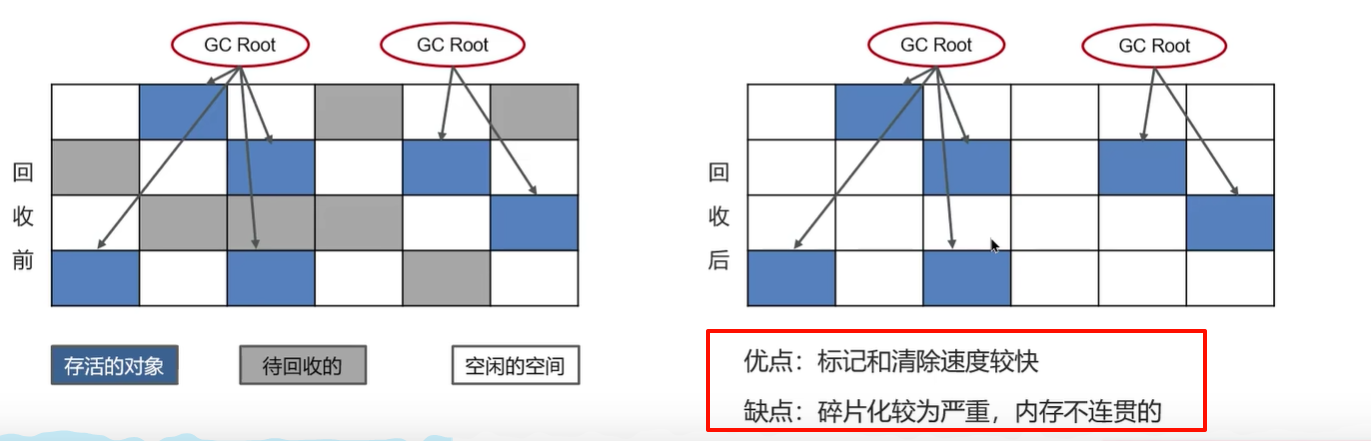 GC Root
GC Root
回收前
存活的对象
待回收的
空闲的空间
GC Root
GC Root
回收后
优点：标记和清除速度较快
缺点：碎片化较为严重，内存不连贯的